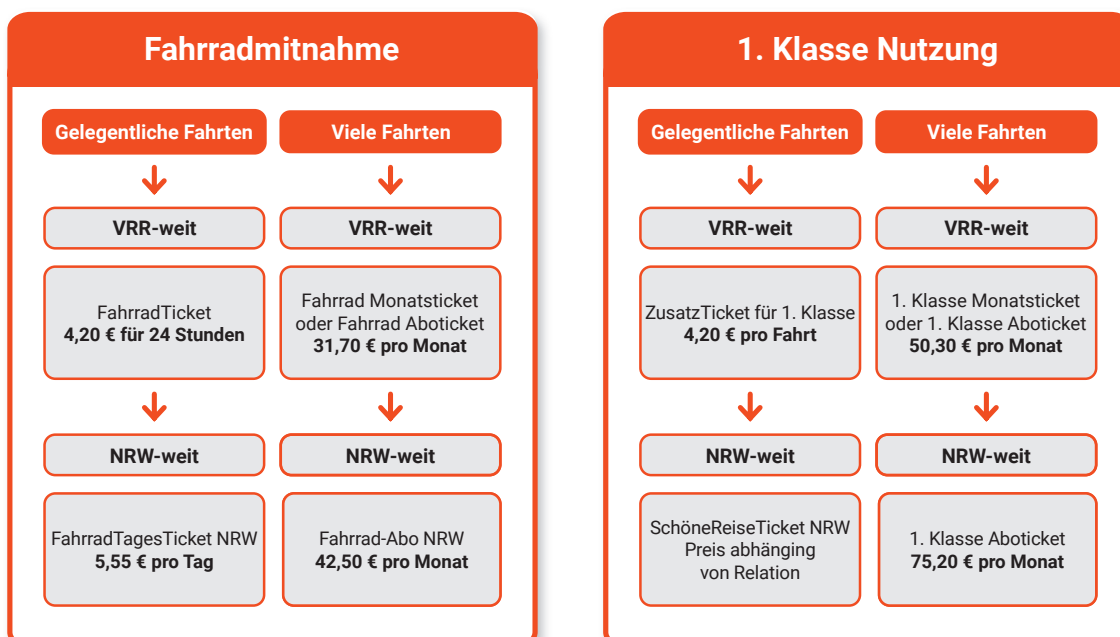 Fahrradmitnahme
Gelegentliche Fahrten
Viele Fahrten
VRR-weit
VRR-weit
FahrradTicket
4,20 € für 24 Stunden
Fahrrad Monatsticket
oder Fahrrad Aboticket
31,70 € pro Monat
NRW-weit
NRW-weit
FahrradTagesTicket NRW
5,55 € pro Tag
Fahrrad-Abo NRW
42,50 € pro Monat
1. Klasse Nutzung
Gelegentliche Fahrten
Viele Fahrten
VRR-weit
VRR-weit
ZusatzTicket für 1. Klasse
4,20 € pro Fahrt
1. Klasse Monatsticket
oder 1. Klasse Aboticket
50,30 € pro Monat
NRW-weit
NRW-weit
SchöneReiseTicket NRW
Preis abhänging
von Relation
1. Klasse Aboticket
75,20 € pro Monat